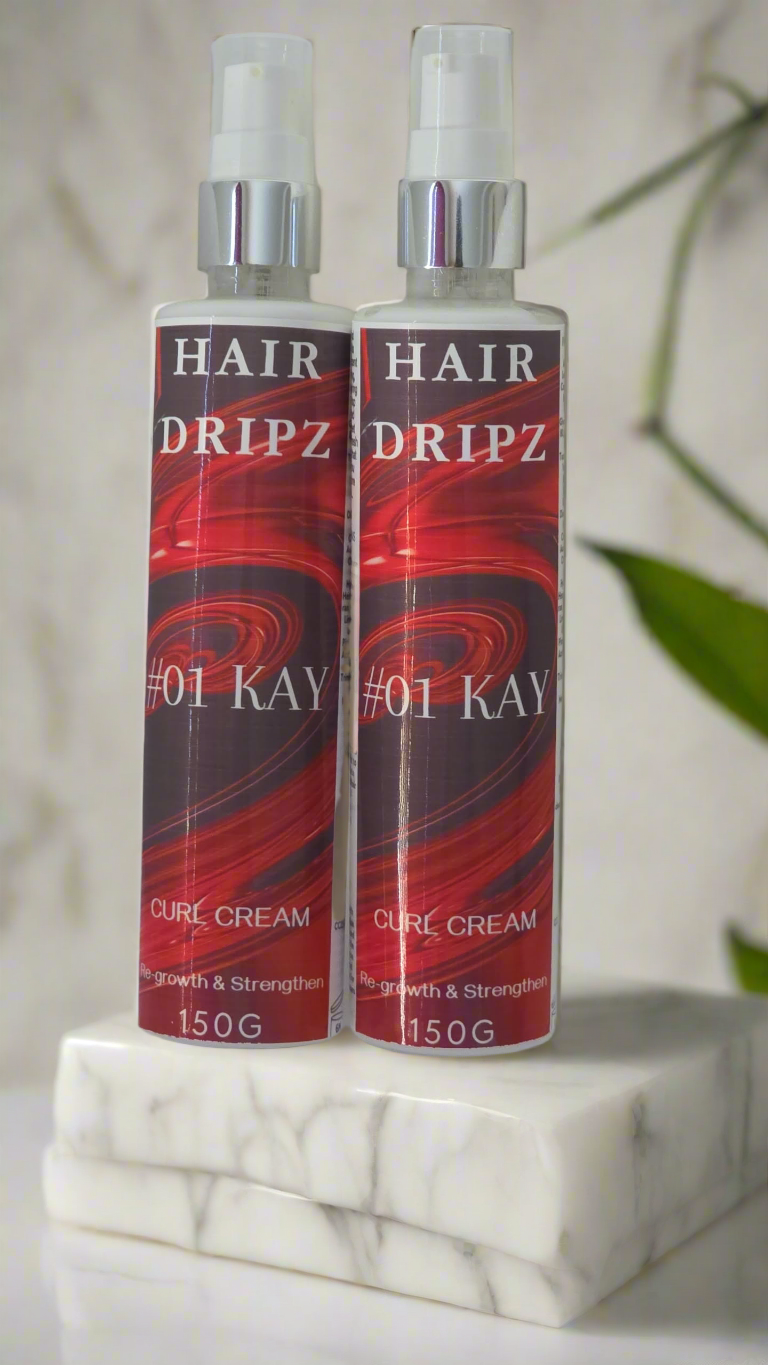 HAIR
DRIPZ
#01 KAY
CURL CREAM
Re-growth & Strengthen
150G
HAIR
DRIPZ
#01 KAY
CURL CREAM
Re-growth & Strengthen
150G